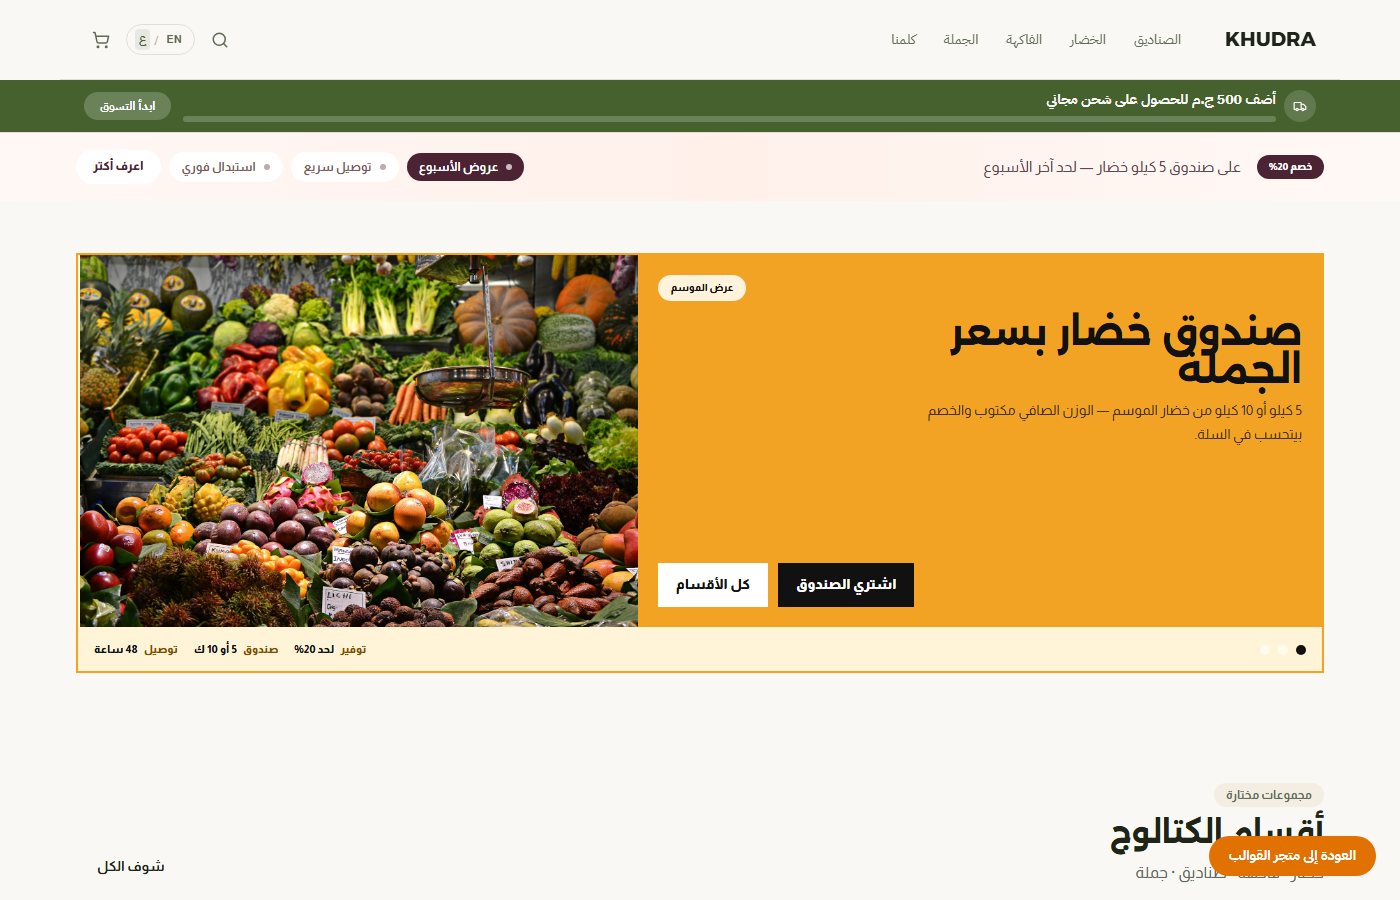 KHUDRA
الصناديق
الخضار
الفاكهة
الجملة
كلمنا
EN / ع
أضف 500 ج.م للحصول على شحن مجاني
ابدأ التسوق
خصم 20%
على صندوق 5 كيلو خضار — لحد آخر الأسبوع
عروض الأسبوع
توصيل سريع
استبدال فوري
اعرف أكتر
عرض الموسم
صندوق خضار بسعر
الجملة
5 كيلو أو 10 كيلو من خضار الموسم — الوزن الصافي مكتوب والخصم
بيتحسب في السلة.
اشتري الصندوق
كل الأقسام
توفير لحد 20%
صندوق 5 أو 10 ك
توصيل 48 ساعة
مجموعات مختارة
أقسام الكتالوج
صناديق · جملة
شوف الكل
العودة إلى متجر القوالب